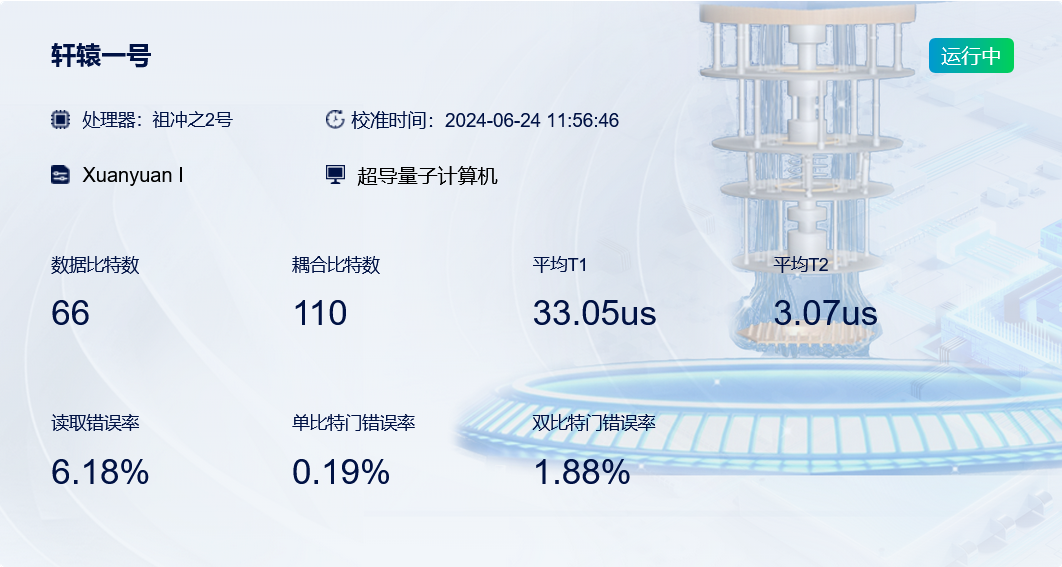 轩辕一号
运行中
处理器：祖冲之2号
校准时间：2024-06-24 11:56:46
Xuanyuan I
超导量子计算机
数据比特数
耦合比特数
平均T1
平均T2
66
110
33.05us
3.07us
读取错误率
单比特门错误率
双比特门错误率
6.18%
0.19%
1.88%